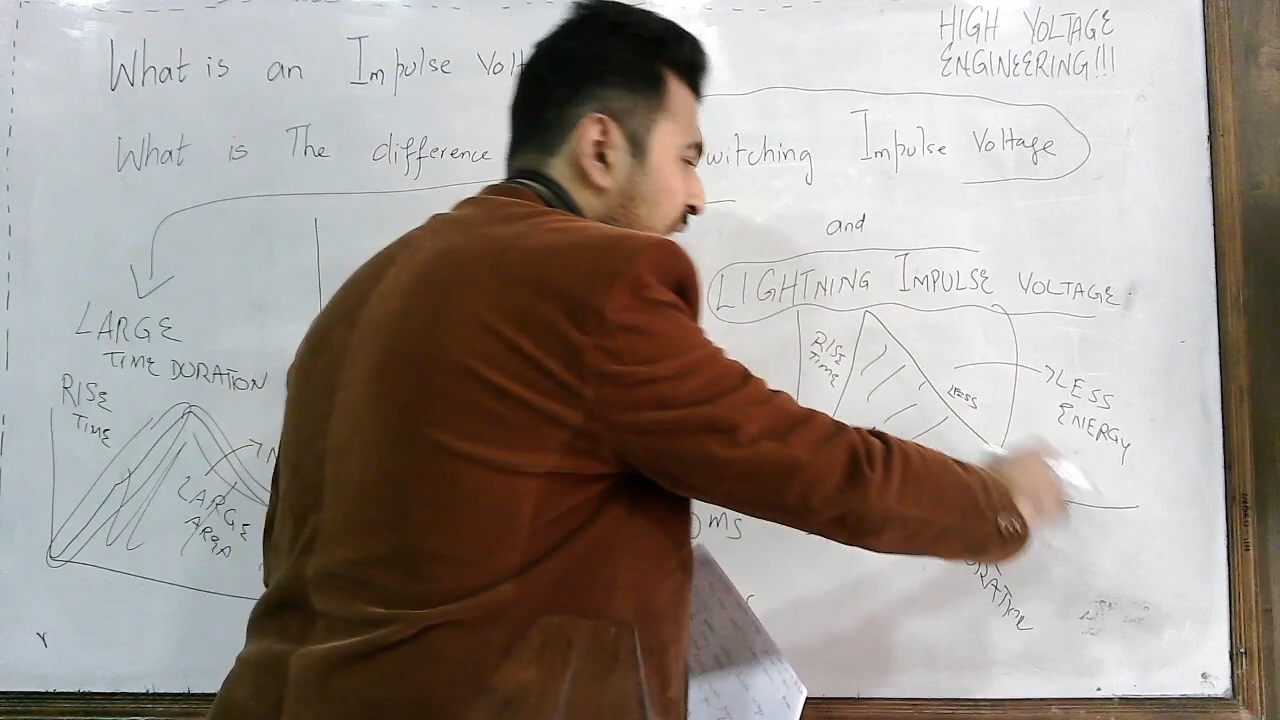 HIGH VOLTAGE
ENGINEERING!!!
What is an Impulse Volt
What is The difference witching Impulse Voltage
and
LIGHTNING IMPULSE VOLTAGE.
LARGE
TIME DURATION
RISE
TIME
LARGE
AREA
RISE
TIME
LESS
LESS
ENERGY
ms